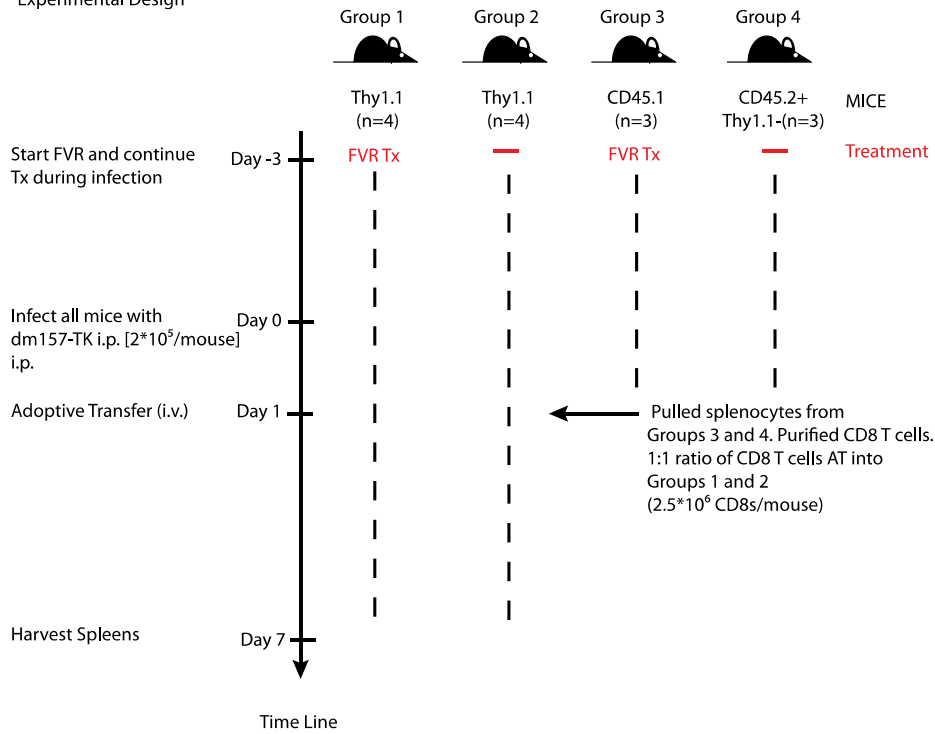 Experimental Design
Group 1 Group 2 Group 3 Group 4
Thy1.1 Thy1.1 CD45.1 CD45.2+ MICE
(n=4) (n=4) (n=3) Thy1.1-(n=3)
Start FVR and continue Day -3 FVR Tx FVR Tx Treatment
Tx during infection
Infect all mice with Day 0
dm157-TK i.p. [2*10⁵/mouse]
i.p.
Adoptive Transfer (i.v.) Day 1 Pulled splenocytes from
Groups 3 and 4. Purified CD8 T cells.
1:1 ratio of CD8 T cells AT into
Groups 1 and 2
(2.5*10⁶ CD8s/mouse)
Harvest Spleens Day 7
Time Line